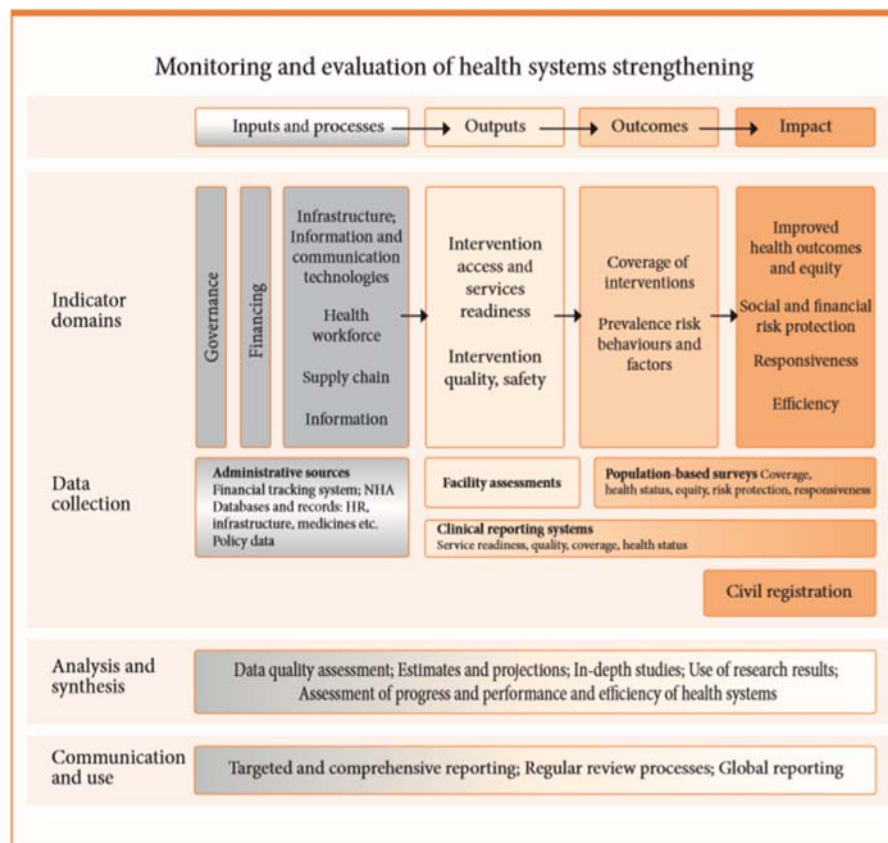 Monitoring and evaluation of health systems strengthening
Inputs and processes
Outputs
Outcomes
Impact
Indicator
domains
Governance
Financing
Infrastructure;
Information and
communication
technologies
Health
workforce
Supply chain
Information
Intervention
access and
services
readiness
Intervention
quality, safety
Coverage of
interventions
Prevalence risk
behaviours and
factors
Improved
health outcomes
and equity
Social and financial
risk protection
Responsiveness
Efficiency
Data
collection
Administrative sources
Financial tracking system; NHA
Databases and records: HR,
infrastructure, medicines etc.
Policy data
Facility assessments
Population-based surveys Coverage,
health status, equity, risk protection, responsiveness
Clinical reporting systems
Service readiness, quality, coverage, health status
Civil registration
Analysis and
synthesis
Data quality assessment; Estimates and projections; In-depth studies; Use of research results;
Assessment of progress and performance and efficiency of health systems
Communication
and use
Targeted and comprehensive reporting; Regular review processes; Global reporting